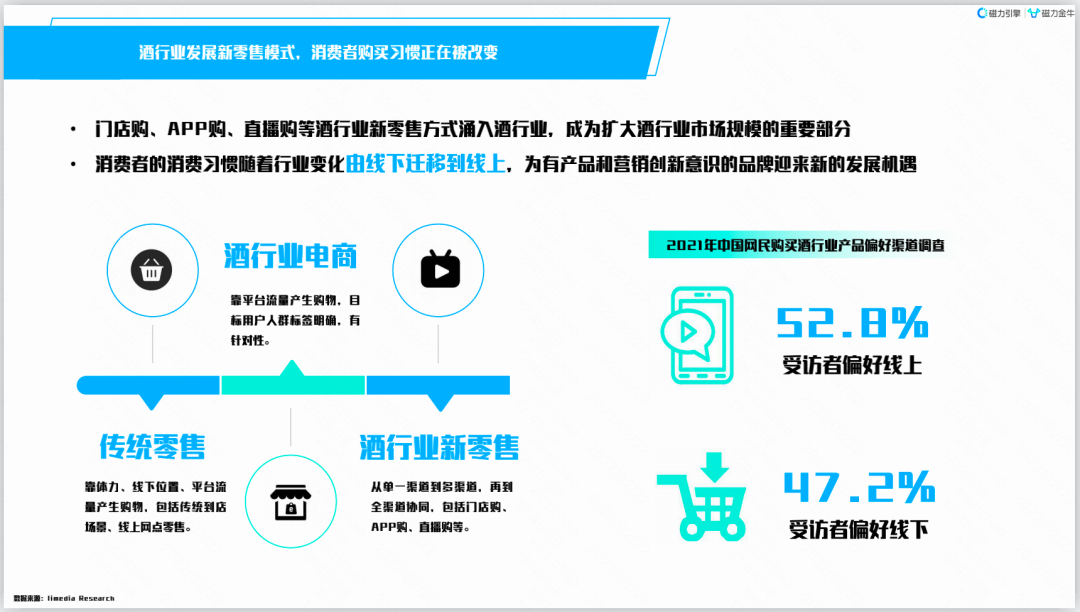 磁力引擎 磁力金牛
酒行业发展新零售模式，消费者购买习惯正在被改变
• 门店购、APP购、直播购等酒行业新零售方式涌入酒行业，成为扩大酒行业市场规模的重要部分
• 消费者的消费习惯随着行业变化由线下迁移到线上，为有产品和营销创新意识的品牌迎来新的发展机遇
酒行业电商
靠平台流量产生购物，目
标用户人群标签明确，有
针对性。
传统零售
靠体力、线下位置、平台流
量产生购物，包括传统到店
场景、线上网点零售。
酒行业新零售
从单一渠道到多渠道，再到
全渠道协同，包括门店购、
APP购、直播购等。
2021年中国网民购买酒行业产品偏好渠道调查
52.8%
受访者偏好线上
47.2%
受访者偏好线下
数据来源：Iimedia Research